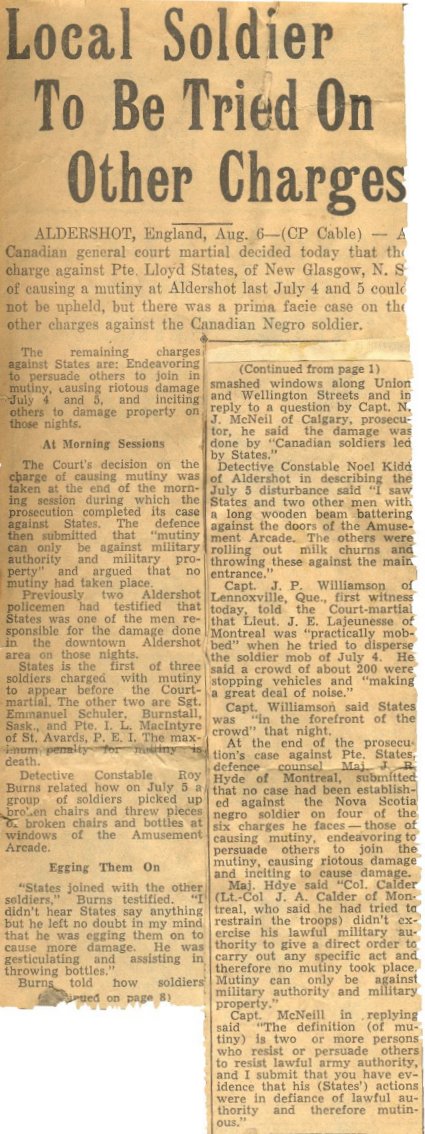 Local Soldier
To Be Tried On
Other Charges
ALDERSHOT, England, Aug. 6—(CP Cable) — A
Canadian general court martial decided today that the
charge against Pte. Lloyd States, of New Glasgow, N. S
of causing a mutiny at Aldershot last July 4 and 5 could
not be upheld, but there was a prima facie case on the
other charges against the Canadian Negro soldier.
The remaining charges
against States are: Endeavoring
to persuade others to join in
mutiny, causing riotous damage
July 4 and 5, and inciting
others to damage property on
those nights.
At Morning Sessions
The Court's decision on the
charge of causing mutiny was
taken at the end of the morn-
ing session duririg which the
prosecution completed its case
against States. The defence
then submitted that "mutiny
can only be against military
authority and military pro-
perty" and argued that no
mutiny had taken place.
Previously two Aldershot
policemen had testified that
States was one of the men re-
sponsible for the damage done
in the downtown Aldershot
area on those nights.
States is the first of three
soldiers charged with mutiny
to appear before the Court-
martial. The other two are Sgt.
Emmanuel Schuler, Burnstall,
Sask., and Pte. I. L. MacIntyre
of St. Avards, P. E. I. The max-
imum penalty for mutiny is
death.
Detective Constable Roy
Burns related how on July 5 a
group of soldiers picked up
broken chairs and threw pieces
of broken chairs and bottles at
windows of the Amusement
Arcade.
Egging Them On
"States joined with the other
soldiers," Burns testified. "I
didn't hear States say anything
but he left no doubt in my mind
that he was egging them on to
cause more damage. He was
gesticulating and assisting in
throwing bottles."
Burns told how soldiers
on page 8)
(Continued from page 1)
smashed windows along Union
and Wellington Streets and in
reply to a question by Capt. N.
J. McNeil of Calgary, prosecu-
tor, he said the damage was
done by "Canadian soldiers led
by States."
Detective Constable Noel Kidd
of Aldershot in describing the
July 5 disturbance said "I saw
States and two other men with
a long wooden beam battering
against the doors of the Amuse-
ment Arcade. The others were
rolling out milk churns and
throwing these against the main
entrance."
Capt. J. P. Williamson of
Lennoxville, Que., first witness
today, told the Court-martial
that Lieut. J. E. Lajeunesse of
Montreal was "practically mob-
bed" when he tried to disperse
the soldier mob of July 4. He
said a crowd of about 200 were
stopping vehicles and "making
a great deal of noise."
Capt. Williamson said States
was "in the forefront of the
crowd" that night.
At the end of the prosecu-
tion's case against Pte. States,
defence counsel Maj. J. R.
Hyde of Montreal, submitted
that no case had been establish-
ed against the Nova Scotia
negro soldier on four of the
six charges he faces — those of
causing mutiny, endeavoring to
persuade others to join the
mutiny, causing riotous damage
and inciting to cause damage.
Maj. Hdye said "Col. Calder
(Lt.-Col J. A. Calder of Mon-
treal, who said he had tried to
restrain the troops) didn't ex-
ercise his lawful military au-
thority to give a direct order to
carry out any specific act and
therefore no mutiny took place.
Mutiny can only be against
military authority and military
property."
Capt. McNeill in replying
said "The definition (of mu-
tiny) is two or more persons
who resist or persuade others
to resist lawful army authority,
and I submit that you have ev-
idence that his (States') actions
were in defiance of lawful au-
thority and therefore mutin-
ous."